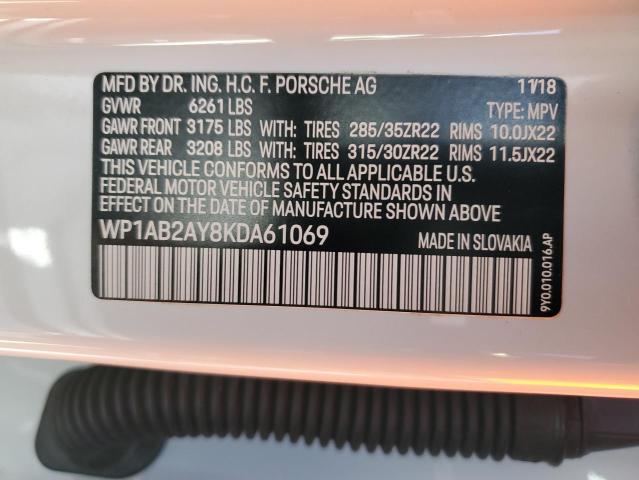 MFD BY DR. ING. H.C. F. PORSCHE AG 11/18
GVWR 6261 LBS TYPE: MPV
GAWR FRONT 3175 LBS WITH: TIRES 285/35ZR22 RIMS 10.0JX22
GAWR REAR 3208 LBS WITH: TIRES 315/30ZR22 RIMS 11.5JX22
THIS VEHICLE CONFORMS TO ALL APPLICABLE U.S.
FEDERAL MOTOR VEHICLE SAFETY STANDARDS IN
EFFECT ON THE DATE OF MANUFACTURE SHOWN ABOVE
WP1AB2AY8KDA61069 MADE IN SLOVAKIA
9Y0.010.016.AP